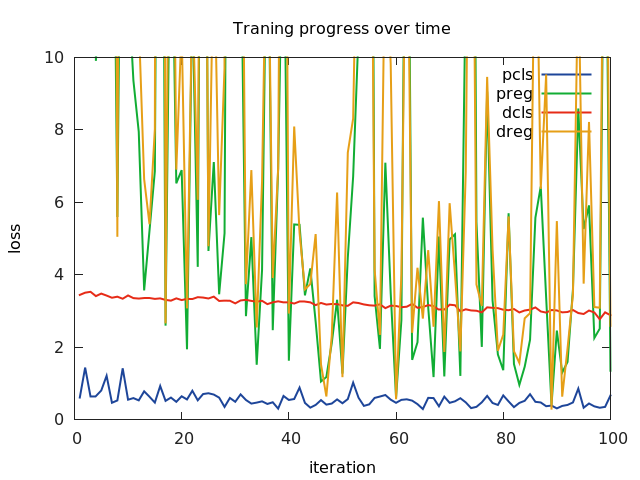 Traning progress over time
loss
10
8
6
4
2
0
pcls
preg
dcls
dreg
0 20 40 60 80 100
iteration